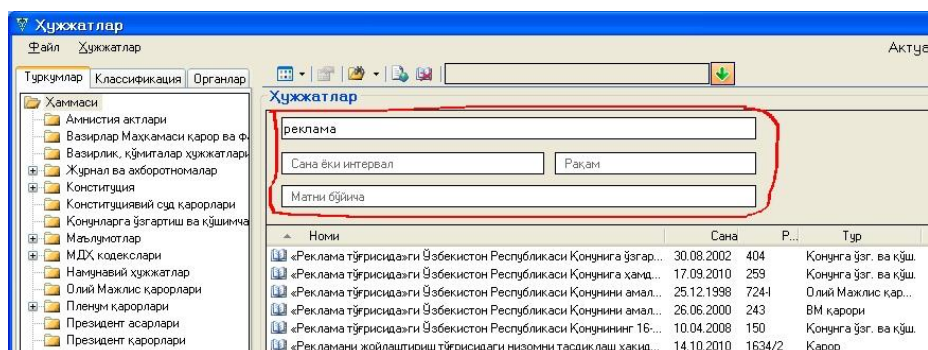 Ҳужжатлар
Файл Ҳужжатлар
Туркумлар Классификация Органлар
Ҳаммаси
Амнистия актлари
Вазирлар Маҳкамаси қарор ва
Вазирлик, қўмиталар ҳужжатлари
Журнал ва ахборотномалар
Конституция
Конституциявий суд қарорлари
Қонунларга ўзгартиш ва қўшимча
Маълумотлар
МДҲ кодекслари
Намунавий ҳужжатлар
Олий Мажлис қарорлари
Пленум қарорлари
Президент асарлари
Президент қарорлари
Ҳужжатлар
реклама
Сана ёки интервал Рақам
Матни бўйича
Номи Сана Р... Тур
«Реклама тўғрисида»ги Ўзбекистон Республикаси Қонунига ўзгар... 30.08.2002 404 Қонунга ўзг. ва қўш.
«Реклама тўғрисида»ги Ўзбекистон Республикаси Қонунига ҳамд... 17.09.2010 259 Қонунга ўзг. ва қўш.
«Реклама тўғрисида»ги Ўзбекистон Республикаси Қонунини амал... 25.12.1998 724-I Олий Мажлис қар...
«Реклама тўғрисида»ги Ўзбекистон Республикаси Қонунини амал... 26.06.2000 243 ВМ қарори
«Реклама тўғрисида»ги Ўзбекистон Республикаси Қонунининг 16-... 10.04.2008 150 Қонунга ўзг. ва қўш.
«Рекламани жойлаштириш тўғрисидаги низомни тасдиқлаш ҳақид... 14.10.2010 1634/2 Қарор